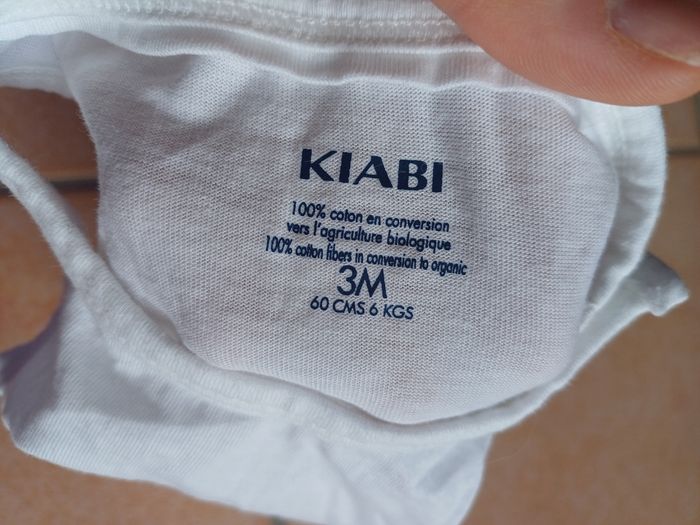 KIABI
100% coton en conversion
vers l'agriculture biologique
100% cotton fibers in conversion to organic
3M
60 CMS 6 KGS